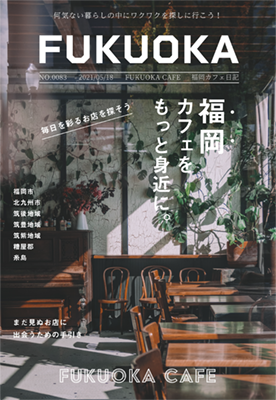 何気ない暮らしの中にワクワクを探しに行こう！
FUKUOKA
NO.0083 2021/05/18 FUKUOKA CAFE 福岡カフェ日記
毎日を彩るお店を探そう
福岡
カフェを
もっと身近に。
福岡市
北九州市
筑後地域
筑豊地域
筑紫地域
糟屋郡
糸島
まだ見ぬお店に
出会うための手引き
FUKUOKA CAFE